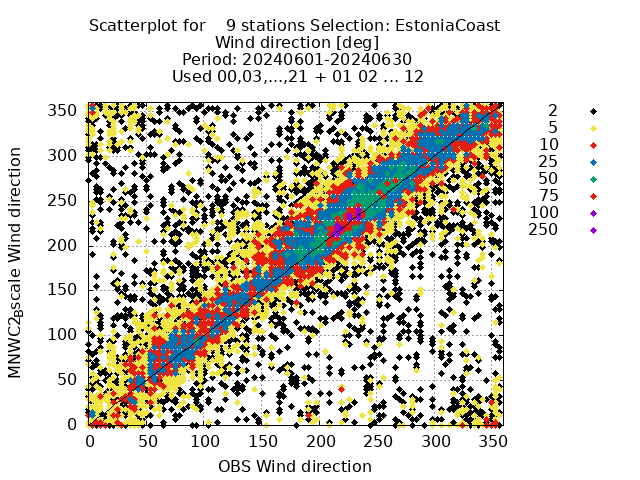 Scatterplot for 9 stations Selection: EstoniaCoast
Wind direction [deg]
Period: 20240601-20240630
Used 00,03,...,21 + 01 02 ... 12
MNWC2Bscale Wind direction
350
300
250
200
150
100
50
0
0 50 100 150 200 250 300 350
OBS Wind direction
2
5
10
25
50
75
100
250